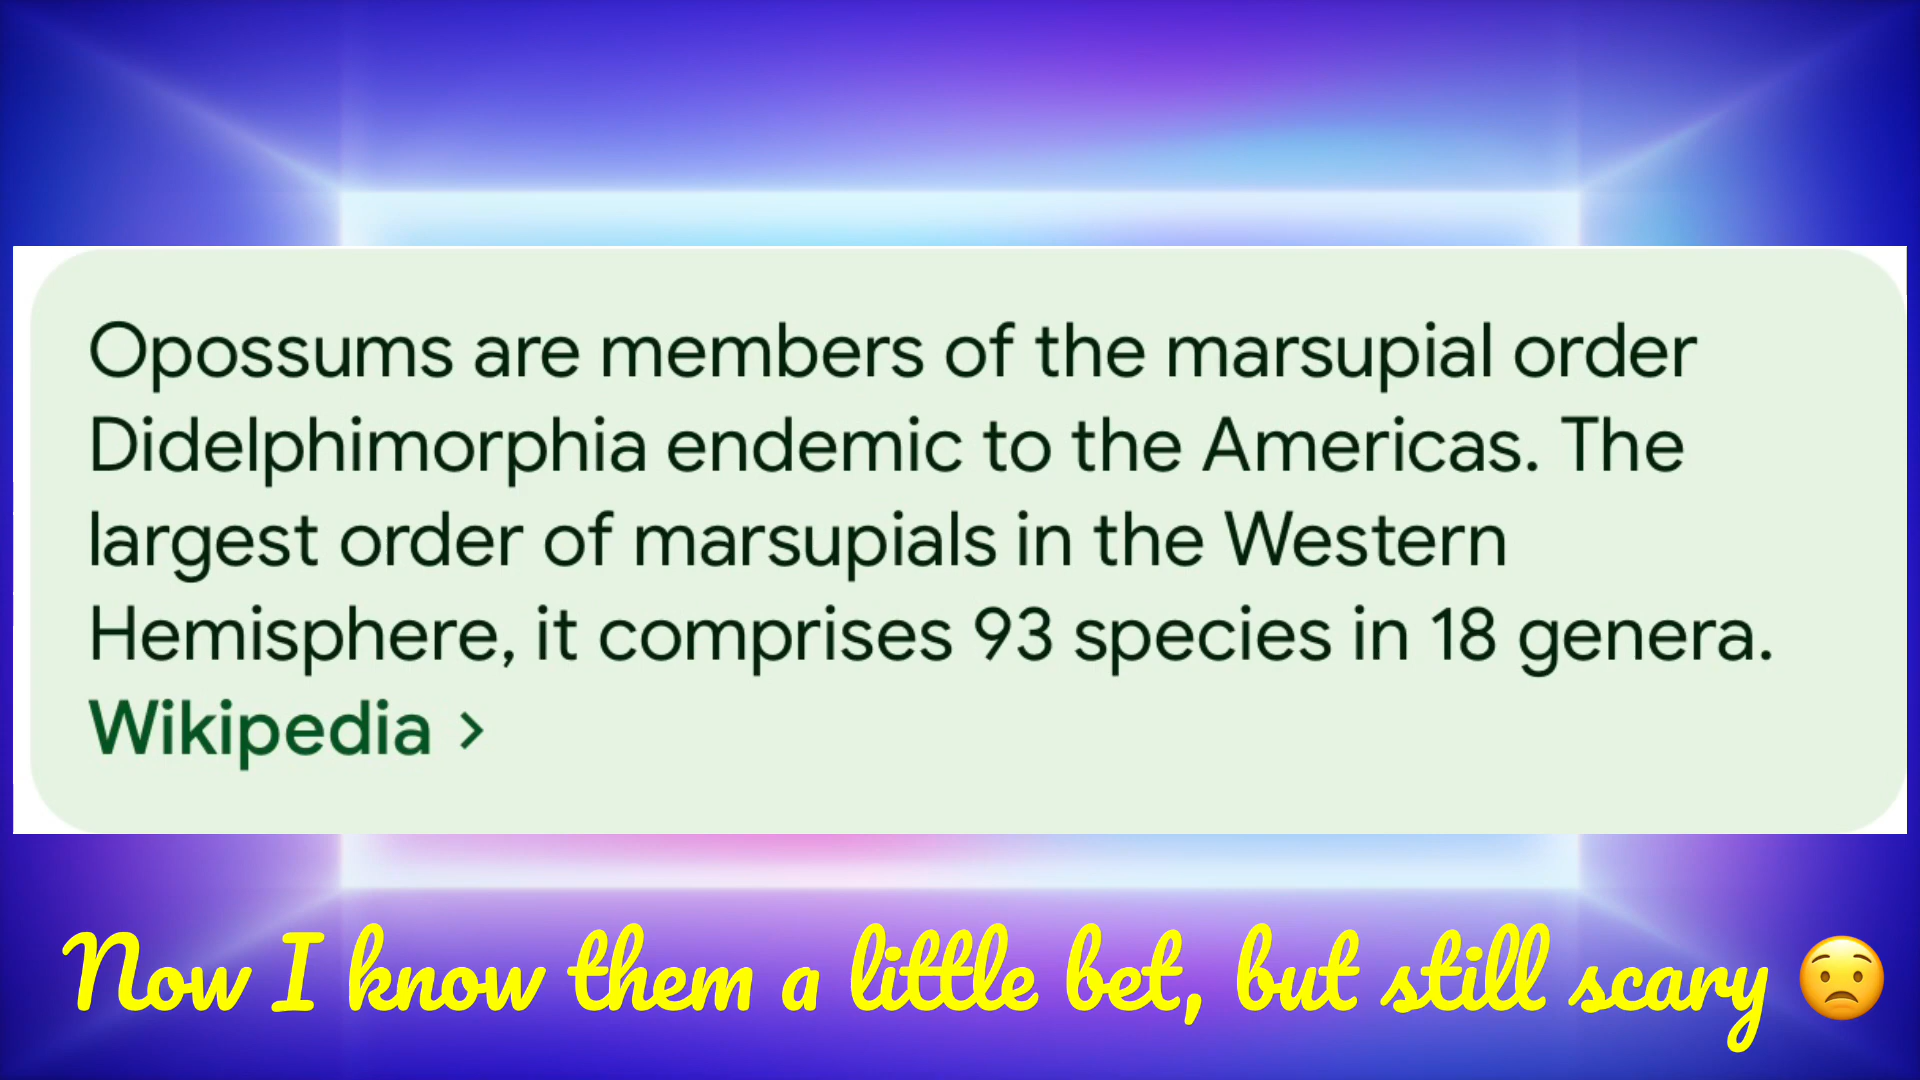 Opossums are members of the marsupial order
Didelphimorphia endemic to the Americas. The
largest order of marsupials in the Western
Hemisphere, it comprises 93 species in 18 genera.
Wikipedia >
Now I know them a little bet, but still scary 😟